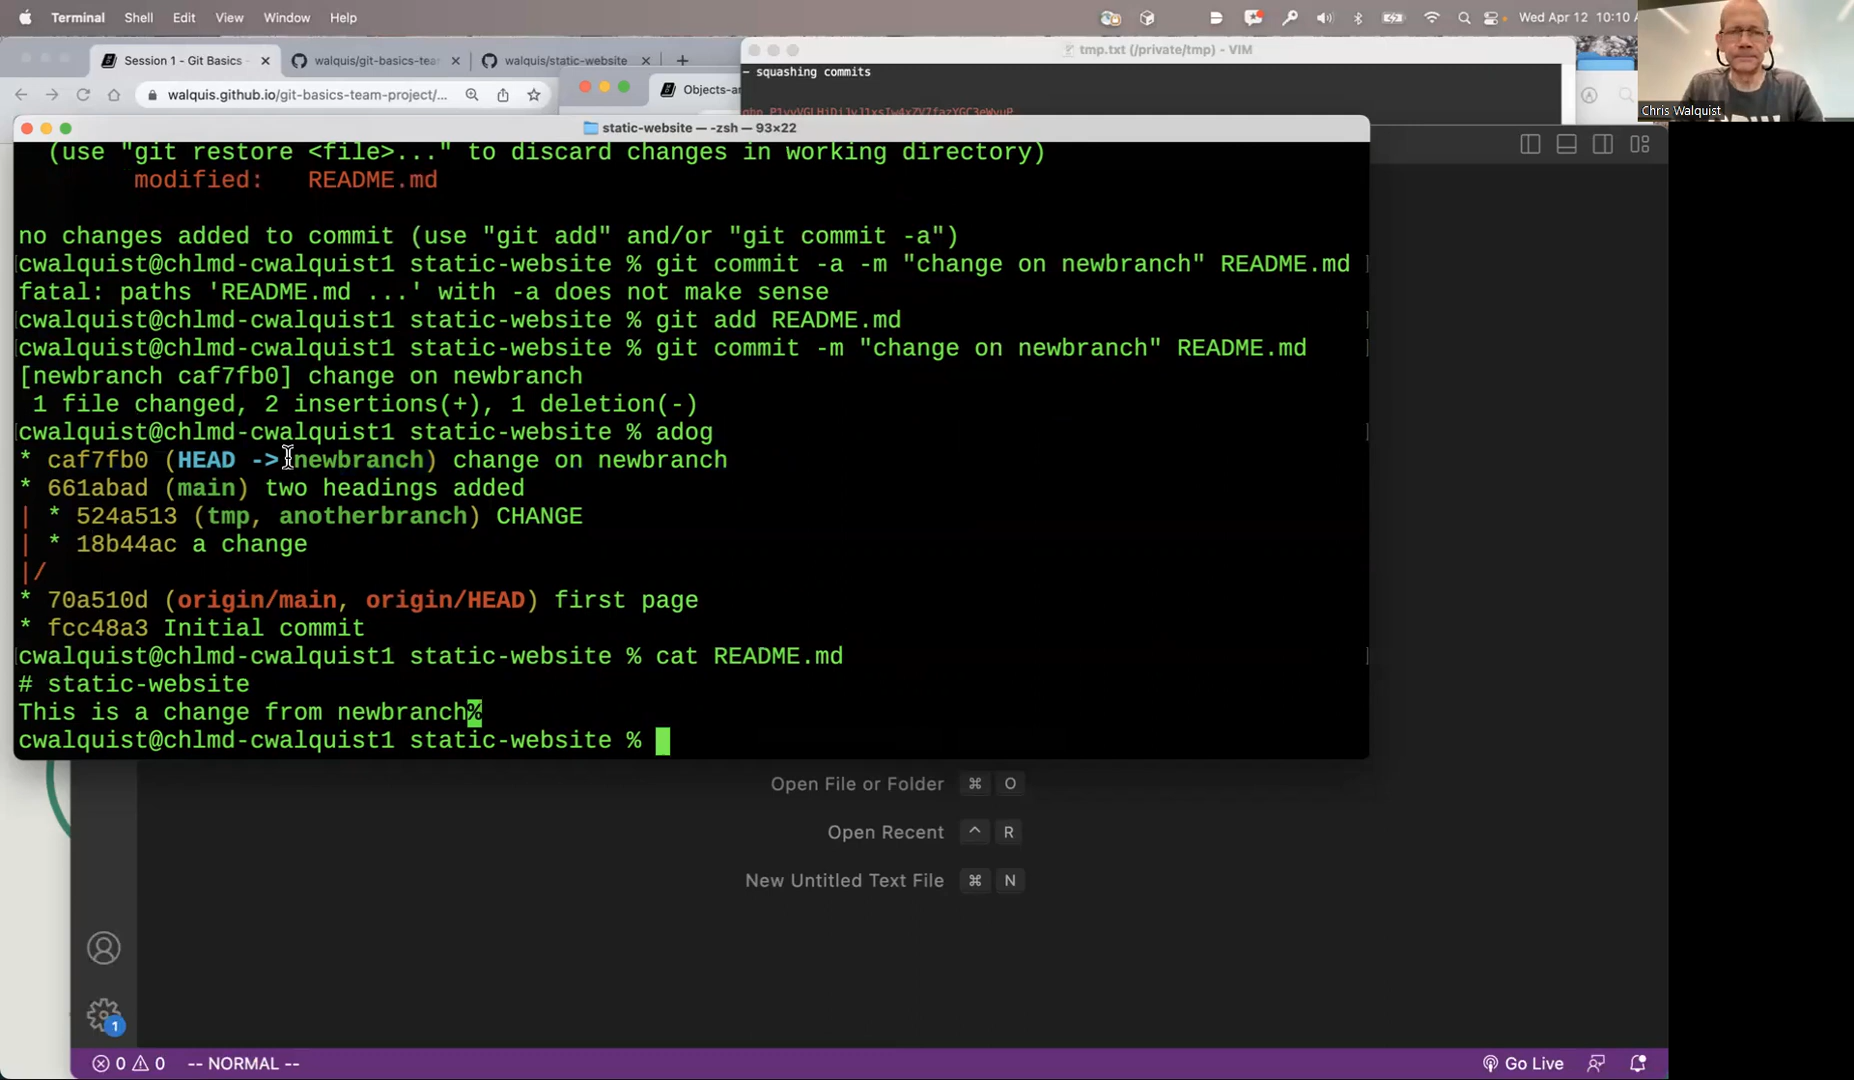 Terminal Shell Edit View Window Help
Wed Apr 12 10:10
Session 1 - Git Basics
walquis/git-basics-tea
walquis/static-website
tmp.txt (/private/tmp) - VIM
walquis.github.io/git-basics-team-project/...
Objects-a
- squashing commits
Chris Walquist
static-website — -zsh — 93×22
(use "git restore <file>..." to discard changes in working directory)
modified: README.md
no changes added to commit (use "git add" and/or "git commit -a")
cwalquist@chlmd-cwalquist1 static-website % git commit -a -m "change on newbranch" README.md
fatal: paths 'README.md ...' with -a does not make sense
cwalquist@chlmd-cwalquist1 static-website % git add README.md
cwalquist@chlmd-cwalquist1 static-website % git commit -m "change on newbranch" README.md
[newbranch caf7fb0] change on newbranch
1 file changed, 2 insertions(+), 1 deletion(-)
cwalquist@chlmd-cwalquist1 static-website % adog
* caf7fb0 (HEAD -> newbranch) change on newbranch
* 661abad (main) two headings added
| * 524a513 (tmp, anotherbranch) CHANGE
| * 18b44ac a change
|/
* 70a510d (origin/main, origin/HEAD) first page
* fcc48a3 Initial commit
cwalquist@chlmd-cwalquist1 static-website % cat README.md
# static-website
This is a change from newbranch%
cwalquist@chlmd-cwalquist1 static-website %
Open File or Folder ⌘ O
Open Recent ^ R
New Untitled Text File ⌘ N
1
0 0 -- NORMAL --
Go Live